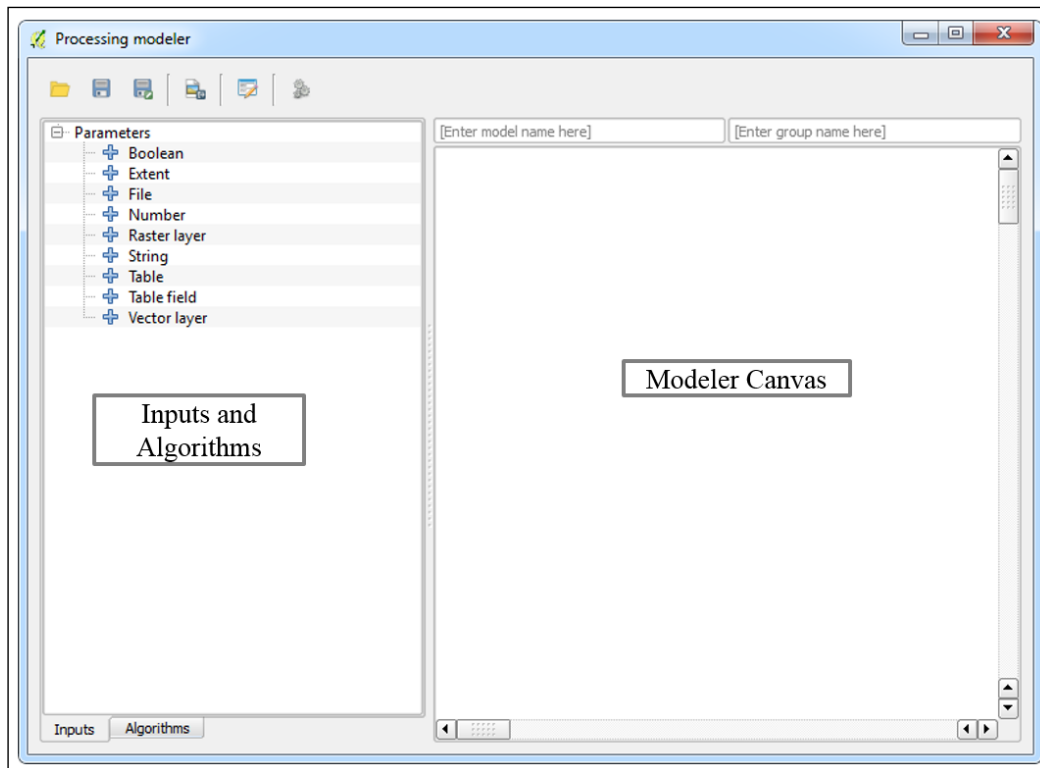 Processing modeler
Parameters
Boolean
Extent
File
Number
Raster layer
String
Table
Table field
Vector layer
Inputs and
Algorithms
Inputs
Algorithms
[Enter model name here]
[Enter group name here]
Modeler Canvas